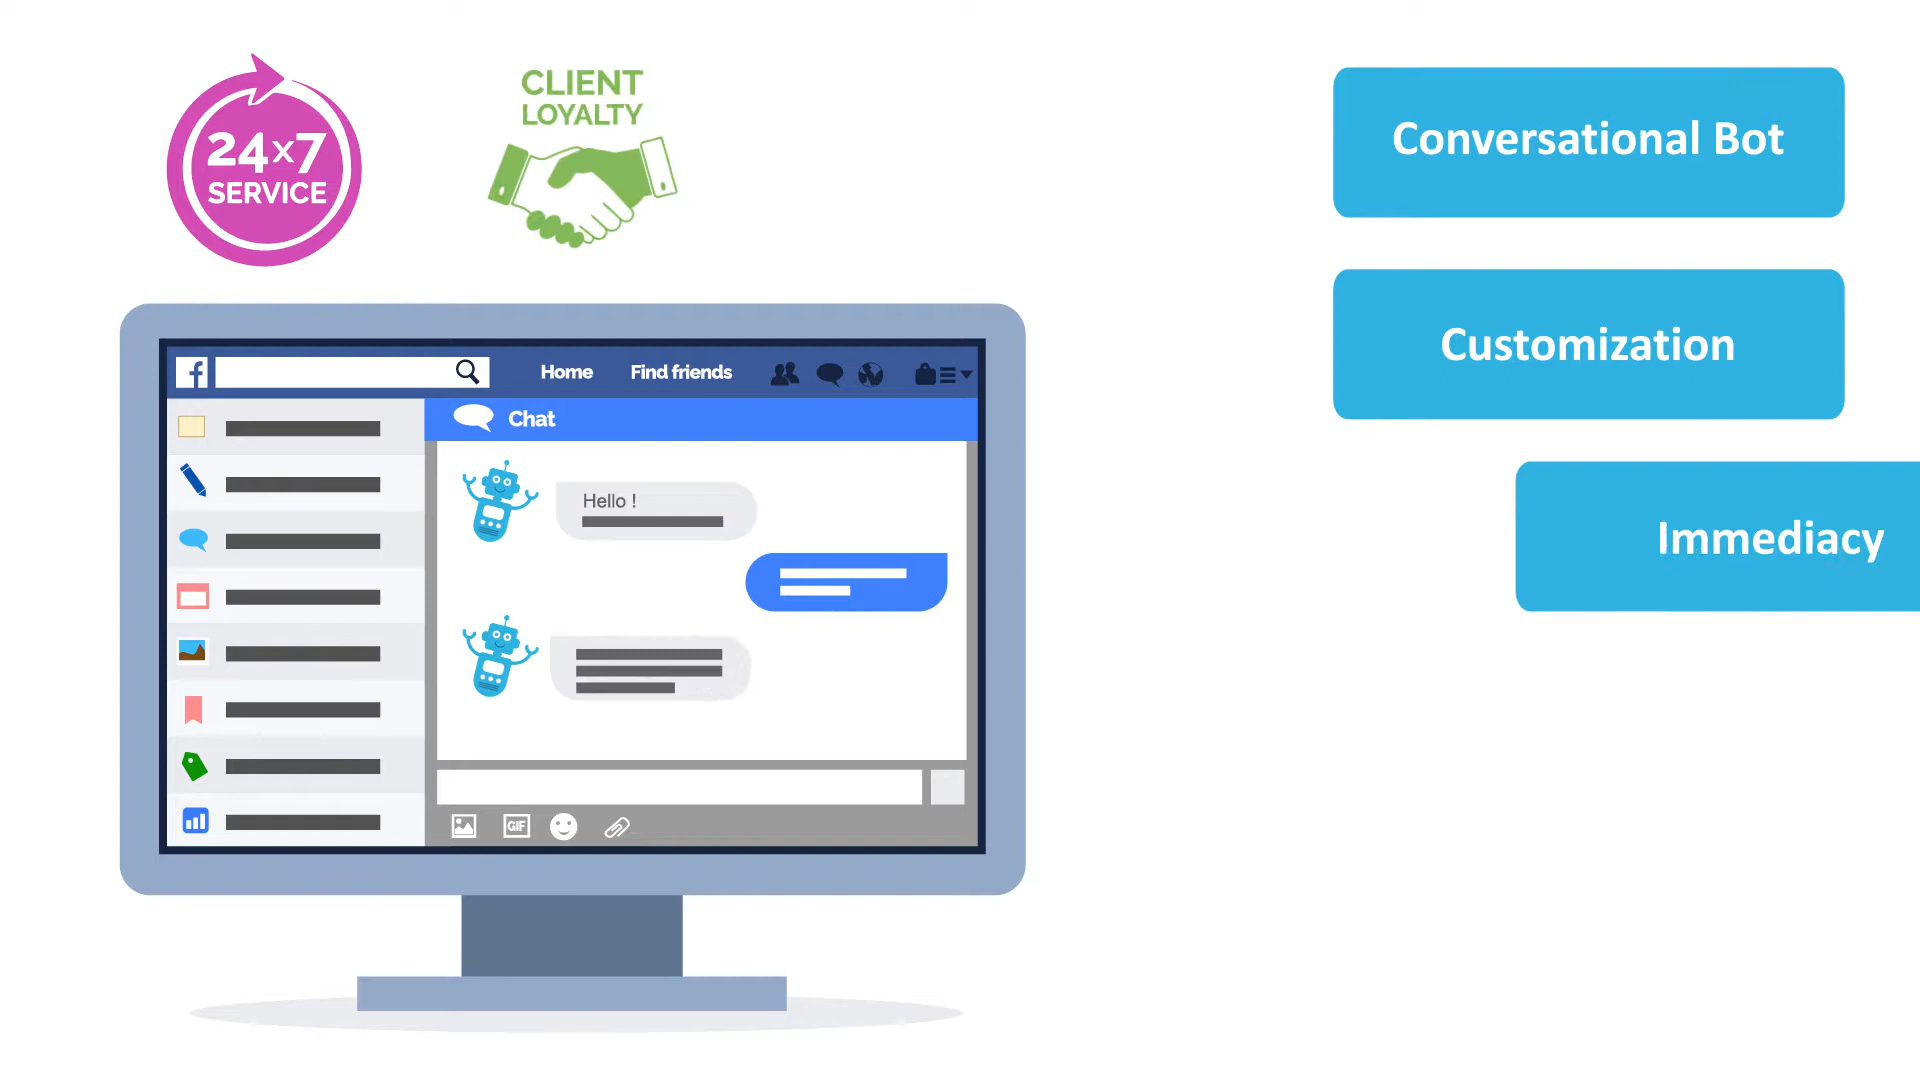 24x7
SERVICE
CLIENT
LOYALTY
Conversational Bot
Customization
Immediacy
f
Home
Find friends
Chat
Hello !
GIF